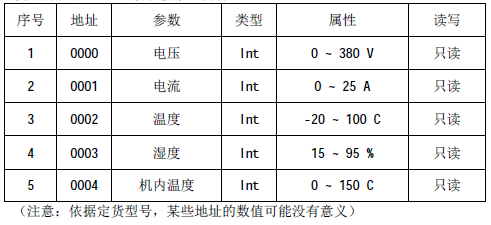 序号 地址 参数 类型 属性 读写
1 0000 电压 Int 0 ~ 380 V 只读
2 0001 电流 Int 0 ~ 25 A 只读
3 0002 温度 Int -20 ~ 100 C 只读
4 0003 湿度 Int 15 ~ 95 % 只读
5 0004 机内温度 Int 0 ~ 150 C 只读
（注意：依据定货型号，某些地址的数值可能没有意义）